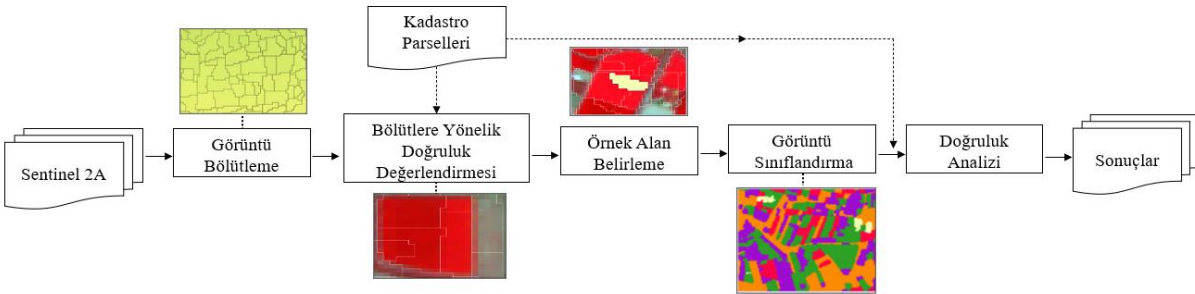 Kadastro
Parselleri
Sentinel 2A
Görüntü
Bölütleme
Bölütlere Yönelik
Doğruluk
Değerlendirmesi
Örnek Alan
Belirleme
Görüntü
Sınıflandırma
Doğruluk
Analizi
Sonuçlar